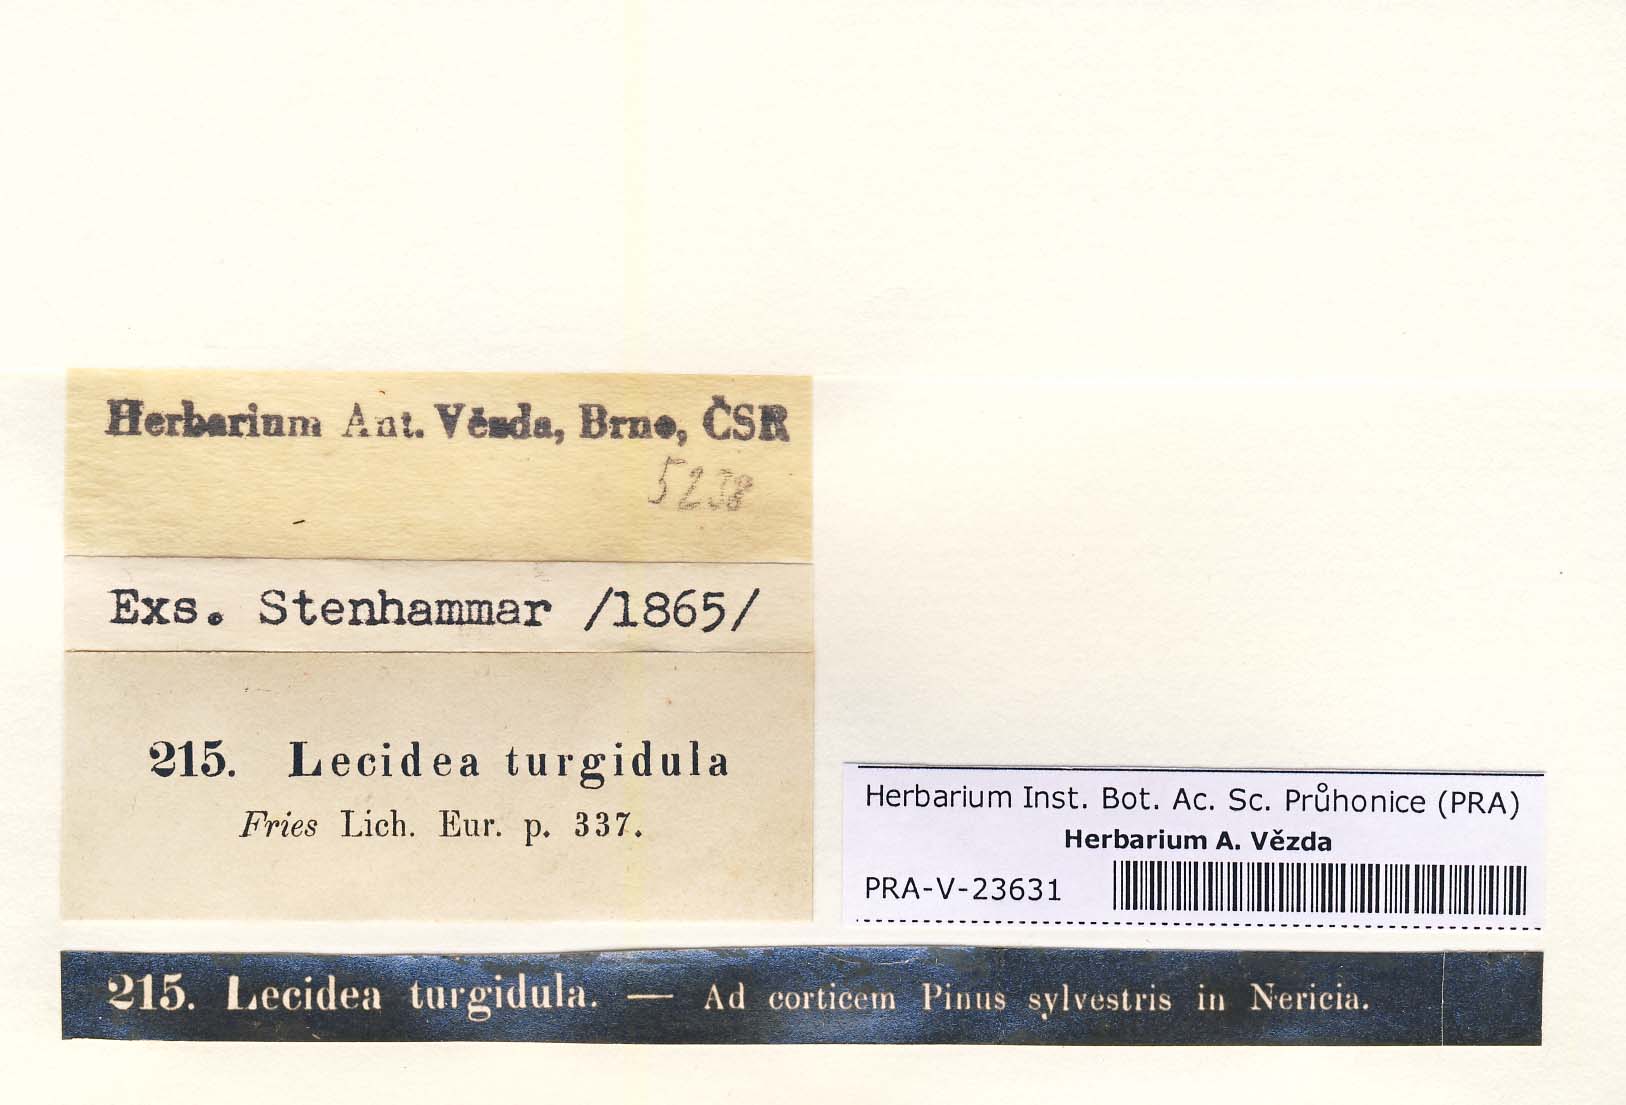 Herbarium Ant. Vězda, Brno, ČSR
5238
Exs. Stenhammar /1865/
215. Lecidea turgidula
Fries Lich. Eur. p. 337.
Herbarium Inst. Bot. Ac. Sc. Průhonice (PRA)
Herbarium A. Vězda
PRA-V-23631
215. Lecidea turgidula. — Ad corticem Pinus sylvestris in Nericia.